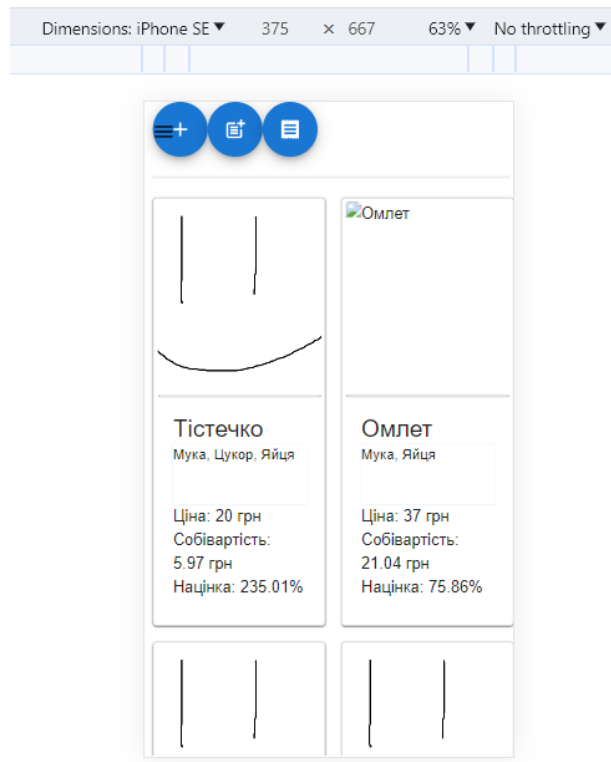 Dimensions: iPhone SE ▼ 375 × 667 63% ▼ No throttling ▼
Омлет
Тістечко
Мука, Цукор, Яйця
Ціна: 20 грн
Собівартість:
5.97 грн
Націнка: 235.01%
Омлет
Мука, Яйця
Ціна: 37 грн
Собівартість:
21.04 грн
Націнка: 75.86%